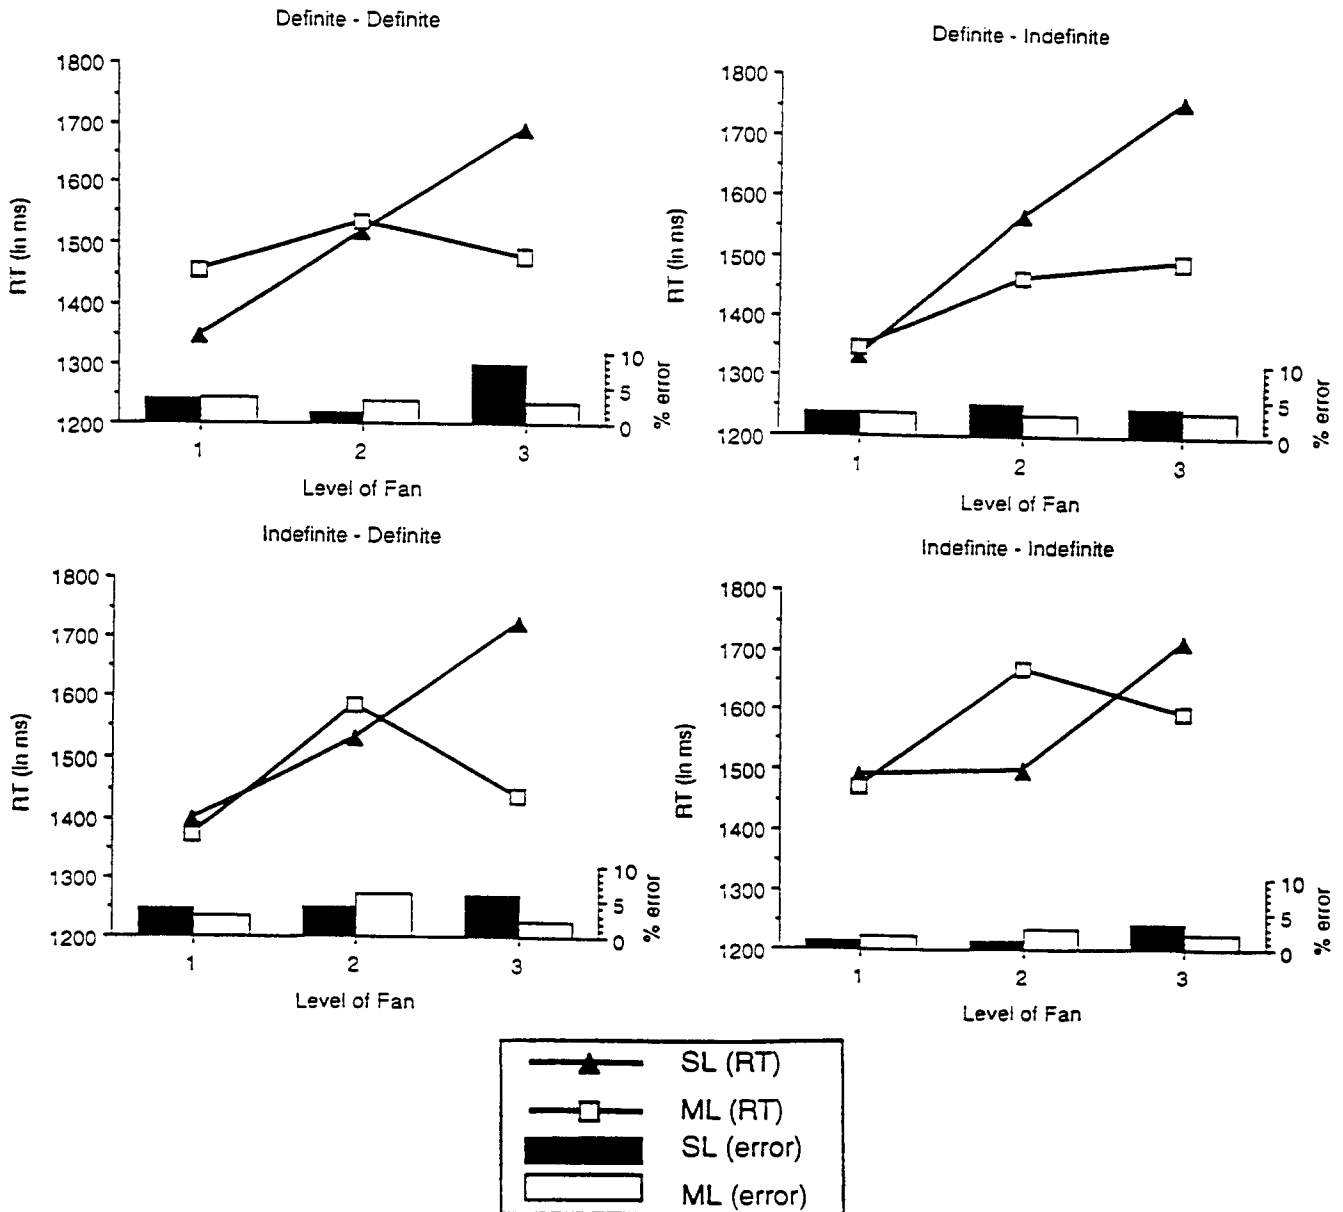 Definite - Definite
1800
1700
1600
1500
1400
1300
1200
RT (In ms)
10
5
0
% error
1
2
3
Level of Fan
Definite - Indefinite
1800
1700
1600
1500
1400
1300
1200
RT (In ms)
10
5
0
% error
1
2
3
Level of Fan
Indefinite - Definite
1800
1700
1600
1500
1400
1300
1200
RT (In ms)
10
5
0
% error
1
2
3
Level of Fan
Indefinite - Indefinite
1800
1700
1600
1500
1400
1300
1200
RT (In ms)
10
5
0
% error
1
2
3
Level of Fan
SL (RT)
ML (RT)
SL (error)
ML (error)